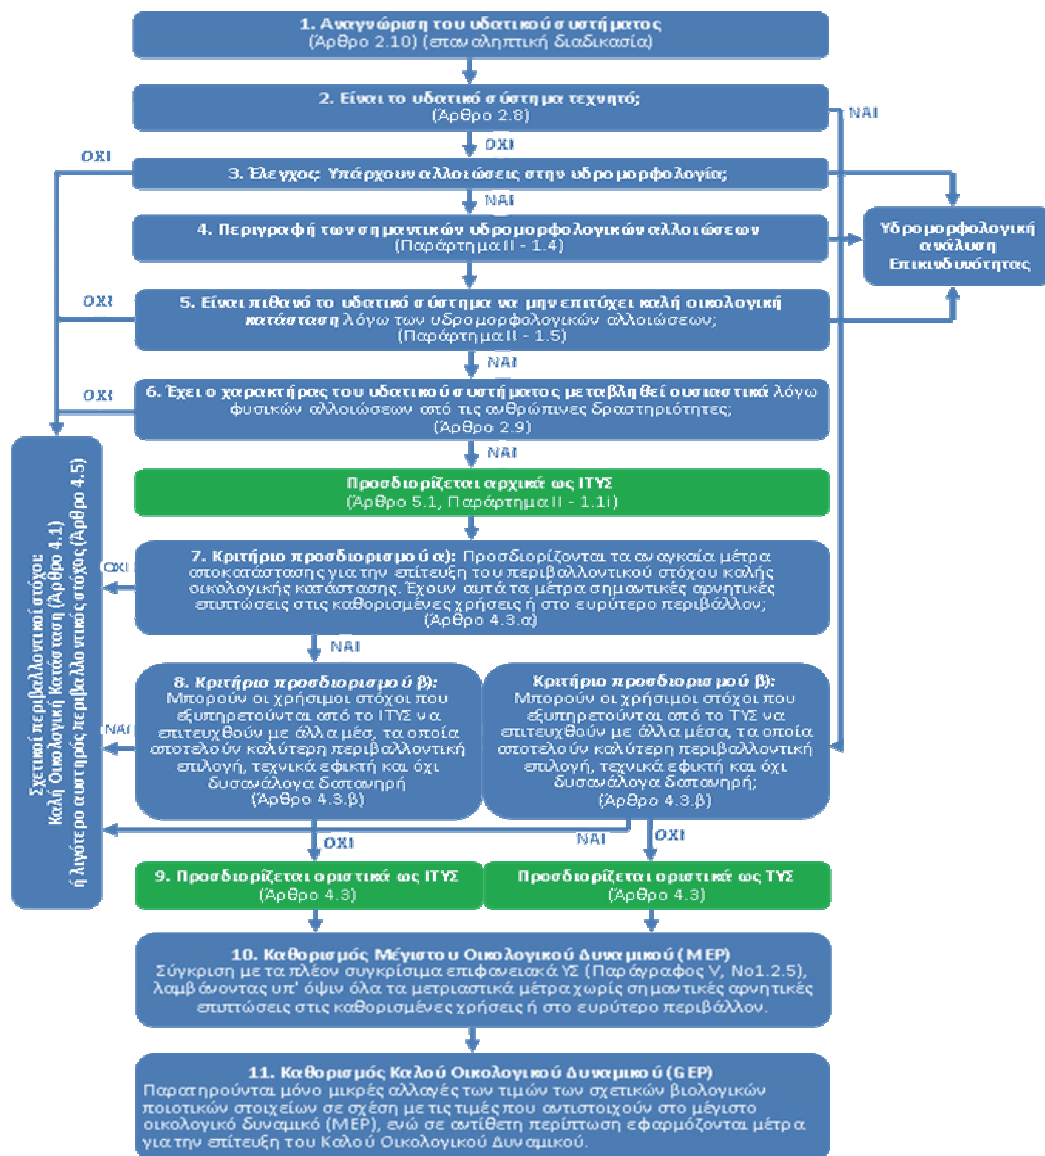 1. Αναγνώριση του υδατικού συστήματος
(Άρθρο 2.10) (επαναληπτική διαδικασία)
2. Είναι το υδατικό σύστημα τεχνητό;
(Άρθρο 2.8)
ΝΑΙ
ΟΧΙ
ΟΧΙ
3. Έλεγχος: Υπάρχουν αλλοιώσεις στην υδρομορφολογία;
ΝΑΙ
4. Περιγραφή των σημαντικών υδρομορφολογικών αλλοιώσεων
(Παράρτημα ΙΙ - 1.4)
Υδρομορφολογική
ανάλυση
Επικινδυνότητας
ΟΧΙ
5. Είναι πιθανό το υδατικό σύστημα να μην επιτύχει καλή οικολογική
κατάσταση λόγω των υδρομορφολογικών αλλοιώσεων;
(Παράρτημα ΙΙ - 1.5)
ΝΑΙ
ΟΧΙ
6. Έχει ο χαρακτήρας του υδατικού συστήματος μεταβληθεί ουσιαστικά λόγω
φυσικών αλλοιώσεων από τις ανθρώπινες δραστηριότητες;
(Άρθρο 2.9)
ΝΑΙ
Προσδιορίζεται αρχικά ως ΙΤΥΣ
(Άρθρο 5.1, Παράρτημα ΙΙ - 1.1i)
Σχετικοί περιβαλλοντικοί στόχοι:
Καλή Οικολογική Κατάσταση (Άρθρο 4.1)
ή λιγότερο αυστηρός περιβαλλοντικός στόχος (Άρθρο 4.5)
ΟΧΙ
7. Κριτήριο προσδιορισμού α): Προσδιορίζονται τα αναγκαία μέτρα
αποκατάστασης για την επίτευξη του περιβαλλοντικού στόχου καλής
οικολογικής κατάστασης. Έχουν αυτά τα μέτρα σημαντικές αρνητικές
επιπτώσεις στις καθορισμένες χρήσεις ή στο ευρύτερο περιβάλλον;
(Άρθρο 4.3.α)
ΝΑΙ
ΝΑΙ
8. Κριτήριο προσδιορισμού β):
Μπορούν οι χρήσιμοι στόχοι που
εξυπηρετούνται από το ΙΤΥΣ να
επιτευχθούν με άλλα μέσα, τα οποία
αποτελούν καλύτερη περιβαλλοντική
επιλογή, τεχνικά εφικτή και όχι
δυσανάλογα δαπανηρή
(Άρθρο 4.3.β)
Κριτήριο προσδιορισμού β):
Μπορούν οι χρήσιμοι στόχοι που
εξυπηρετούνται από το ΤΥΣ να
επιτευχθούν με άλλα μέσα, τα οποία
αποτελούν καλύτερη περιβαλλοντική
επιλογή, τεχνικά εφικτή και όχι
δυσανάλογα δαπανηρή;
(Άρθρο 4.3.β)
ΟΧΙ
ΝΑΙ
ΟΧΙ
9. Προσδιορίζεται οριστικά ως ΙΤΥΣ
(Άρθρο 4.3)
Προσδιορίζεται οριστικά ως ΤΥΣ
(Άρθρο 4.3)
10. Καθορισμός Μέγιστου Οικολογικού Δυναμικού (MEP)
Σύγκριση με τα πλέον συγκρίσιμα επιφανειακά ΥΣ (Παράγραφος V, No1.2.5),
λαμβάνοντας υπ' όψιν όλα τα μετριαστικά μέτρα χωρίς σημαντικές αρνητικές
επιπτώσεις στις καθορισμένες χρήσεις ή στο ευρύτερο περιβάλλον.
11. Καθορισμός Καλού Οικολογικού Δυναμικού (GEP)
Παρατηρούνται μόνο μικρές αλλαγές των τιμών των σχετικών βιολογικών
ποιοτικών στοιχείων σε σχέση με τις τιμές που αντιστοιχούν στο μέγιστο
οικολογικό δυναμικό (MEP), ενώ σε αντίθετη περίπτωση εφαρμόζονται μέτρα
για την επίτευξη του Καλού Οικολογικού Δυναμικού.